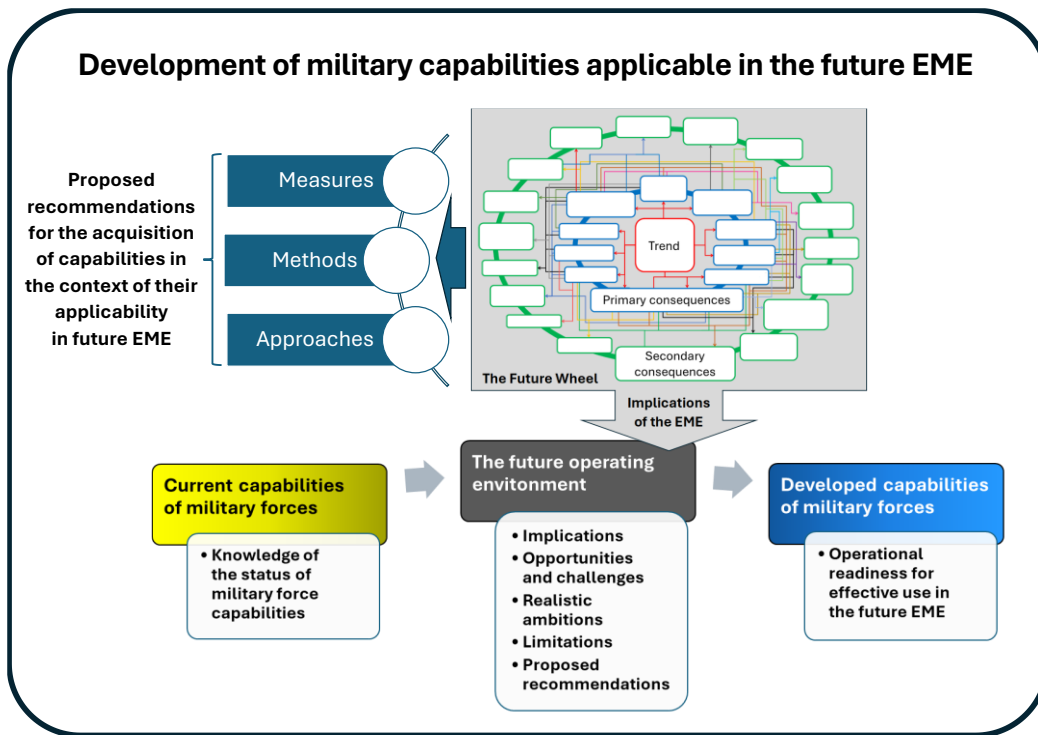 Development of military capabilities applicable in the future EME
Proposed
recommendations
for the acquisition
of capabilities in
the context of their
applicability
in future EME
Measures
Methods
Approaches
Trend
Primary consequences
Secondary
consequences
The Future Wheel
Implications
of the EME
Current capabilities
of military forces
• Knowledge of
the status of
military force
capabilities
The future operating
envitonment
• Implications
• Opportunities
and challenges
• Realistic
ambitions
• Limitations
• Proposed
recommendations
Developed capabilities
of military forces
• Operational
readiness for
effective use in
the future EME